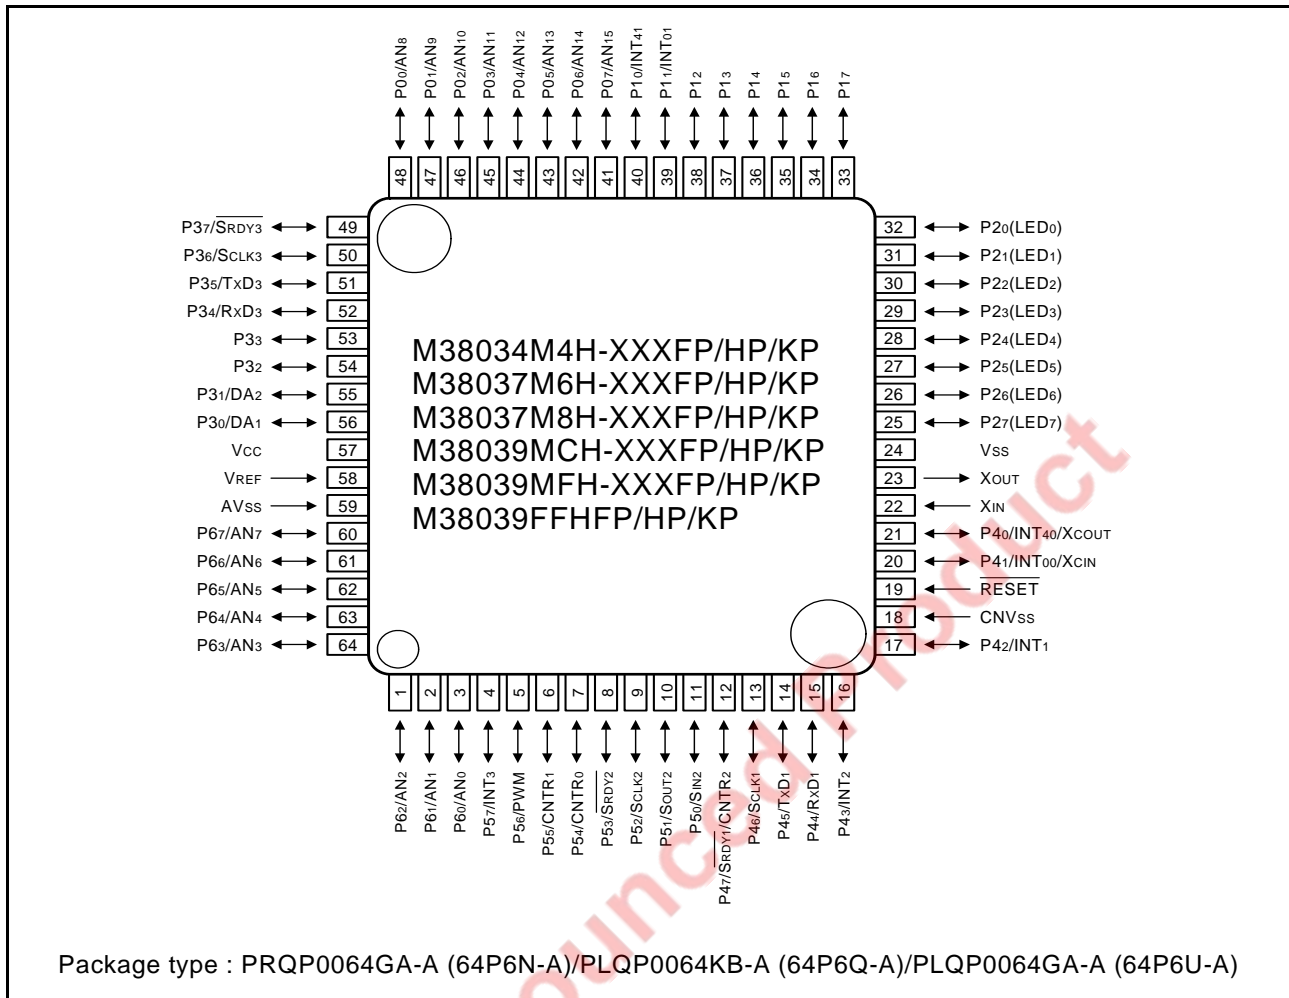 P00/AN8
P01/AN9
P02/AN10
P03/AN11
P04/AN12
P05/AN13
P06/AN14
P07/AN15
P10/INT41
P11/INT01
P12
P13
P14
P15
P16
P17
48 47 46 45 44 43 42 41 40 39 38 37 36 35 34 33
P37/SRDY3 49
P36/SCLK3 50
P35/TxD3 51
P34/RxD3 52
P33 53
P32 54
P31/DA2 55
P30/DA1 56
VCC 57
VREF 58
AVSS 59
P67/AN7 60
P66/AN6 61
P65/AN5 62
P64/AN4 63
P63/AN3 64
M38034M4H-XXXFP/HP/KP
M38037M6H-XXXFP/HP/KP
M38037M8H-XXXFP/HP/KP
M38039MCH-XXXFP/HP/KP
M38039MFH-XXXFP/HP/KP
M38039FFHFP/HP/KP
32 P20(LED0)
31 P21(LED1)
30 P22(LED2)
29 P23(LED3)
28 P24(LED4)
27 P25(LED5)
26 P26(LED6)
25 P27(LED7)
24 VSS
23 XOUT
22 XIN
21 P40/INT40/XCOUT
20 P41/INT00/XCIN
19 RESET
18 CNVSS
17 P42/INT1
1 2 3 4 5 6 7 8 9 10 11 12 13 14 15 16
P62/AN2
P61/AN1
P60/AN0
P57/INT3
P56/PWM
P55/CNTR1
P54/CNTR0
P53/SRDY2
P52/SCLK2
P51/SOUT2
P50/SIN2
P47/SRDY1/CNTR2
P46/SCLK1
P45/TxD1
P44/RxD1
P43/INT2
ounced Product
Package type : PRQP0064GA-A (64P6N-A)/PLQP0064KB-A (64P6Q-A)/PLQP0064GA-A (64P6U-A)